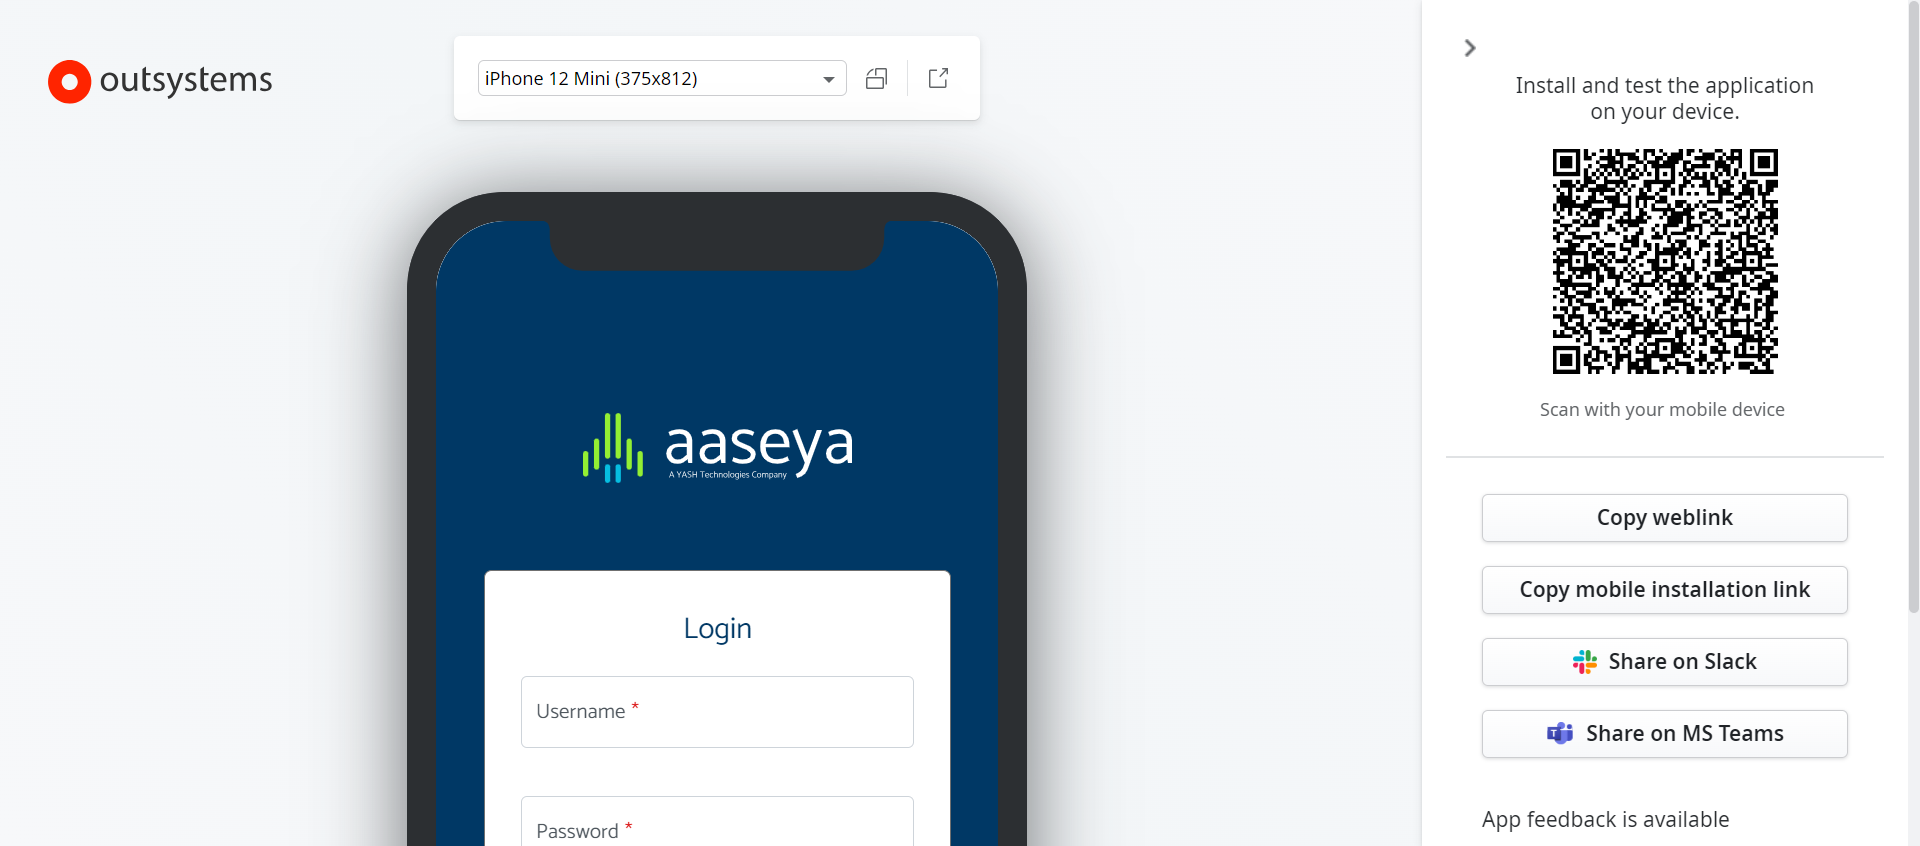 outsystems
iPhone 12 Mini (375x812)
aaseya
A YASH Technologies Company
Login
Username *
Password *
Install and test the application
on your device.
Scan with your mobile device
Copy weblink
Copy mobile installation link
Share on Slack
Share on MS Teams
App feedback is available